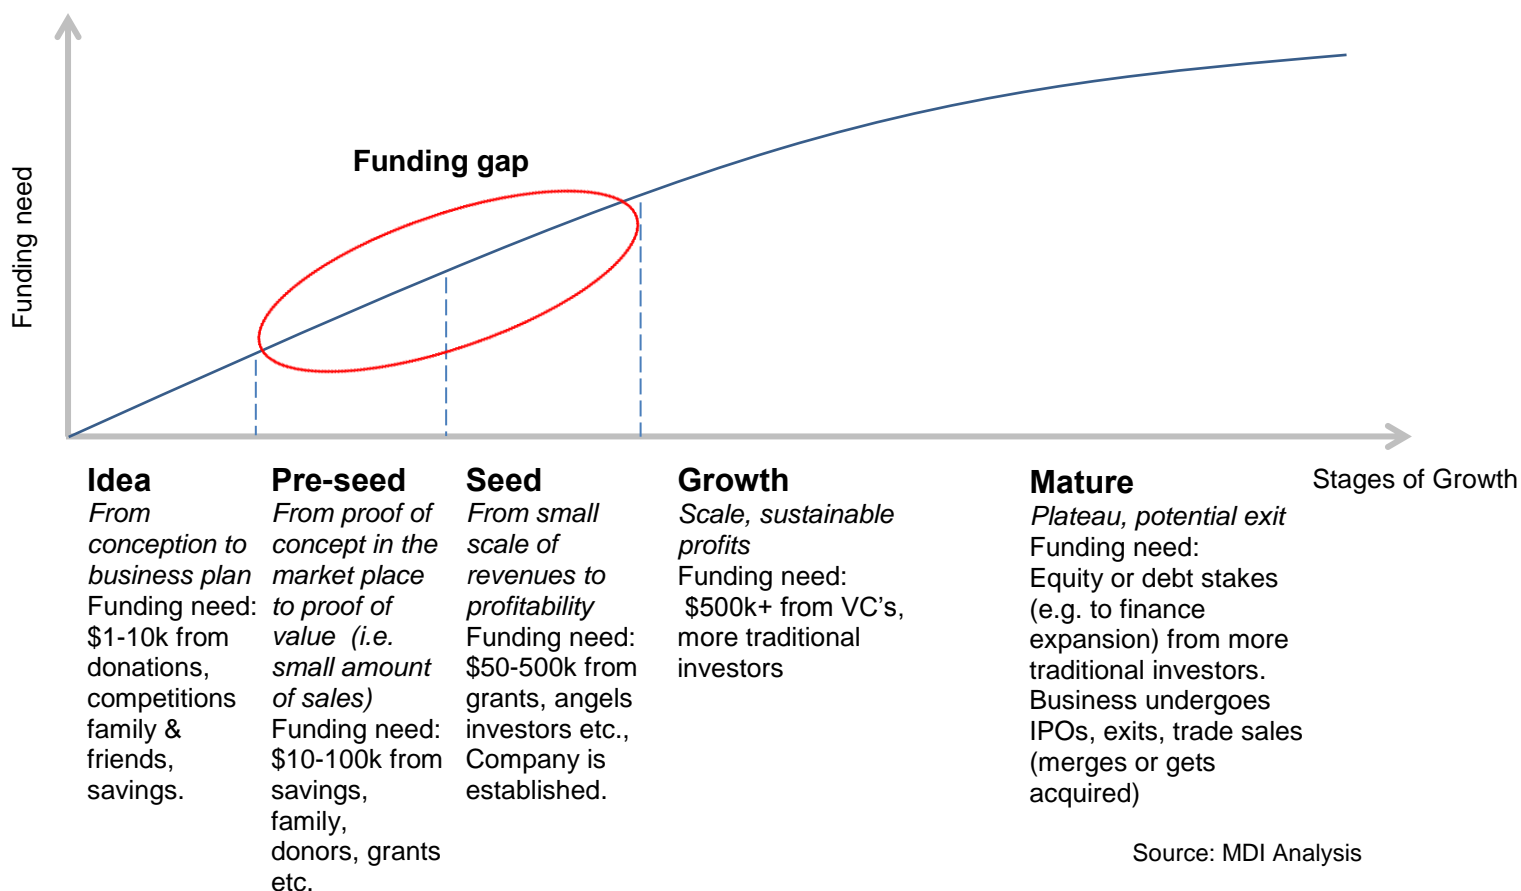 Funding gap
Funding need
Idea
From
conception to
business plan
Funding need:
$1-10k from
donations,
competitions
family &
friends,
savings.
Pre-seed
From proof of
concept in the
market place
to proof of
value (i.e.
small amount
of sales)
Funding need:
$10-100k from
savings,
family,
donors, grants
etc.
Seed
From small
scale of
revenues to
profitability
Funding need:
$50-500k from
grants, angels
investors etc.,
Company is
established.
Growth
Scale, sustainable
profits
Funding need:
$500k+ from VC's,
more traditional
investors
Mature
Plateau, potential exit
Funding need:
Equity or debt stakes
(e.g. to finance
expansion) from more
traditional investors.
Business undergoes
IPOs, exits, trade sales
(merges or gets
acquired)
Stages of Growth
Source: MDI Analysis